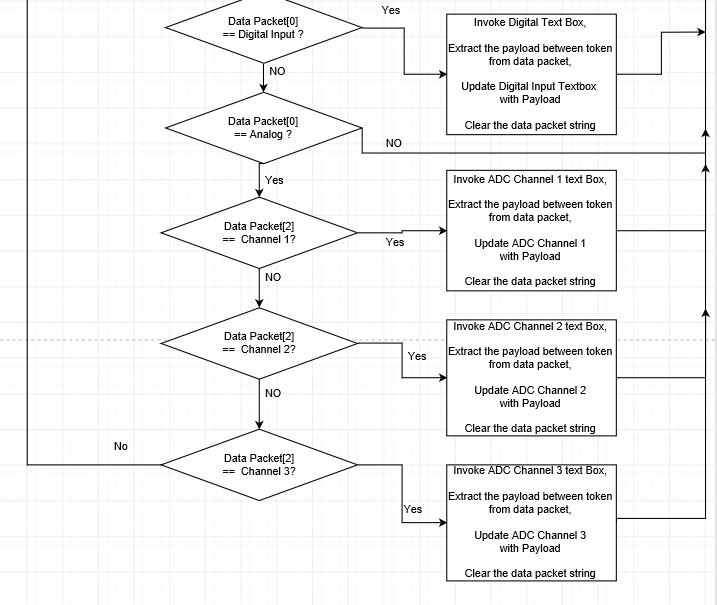 Yes
Data Packet[0]
== Digital Input ?
Invoke Digital Text Box,
Extract the payload between token
from data packet,
Update Digital Input Textbox
with Payload
Clear the data packet string
NO
Data Packet[0]
== Analog ?
NO
Yes
Invoke ADC Channel 1 text Box,
Extract the payload between token
from data packet,
Update ADC Channel 1
with Payload
Clear the data packet string
Data Packet[2]
== Channel 1?
Yes
NO
Data Packet[2]
== Channel 2?
Yes
Invoke ADC Channel 2 text Box,
Extract the payload between token
from data packet,
Update ADC Channel 2
with Payload
Clear the data packet string
NO
No
Data Packet[2]
== Channel 3?
Yes
Invoke ADC Channel 3 text Box,
Extract the payload between token
from data packet,
Update ADC Channel 3
with Payload
Clear the data packet string